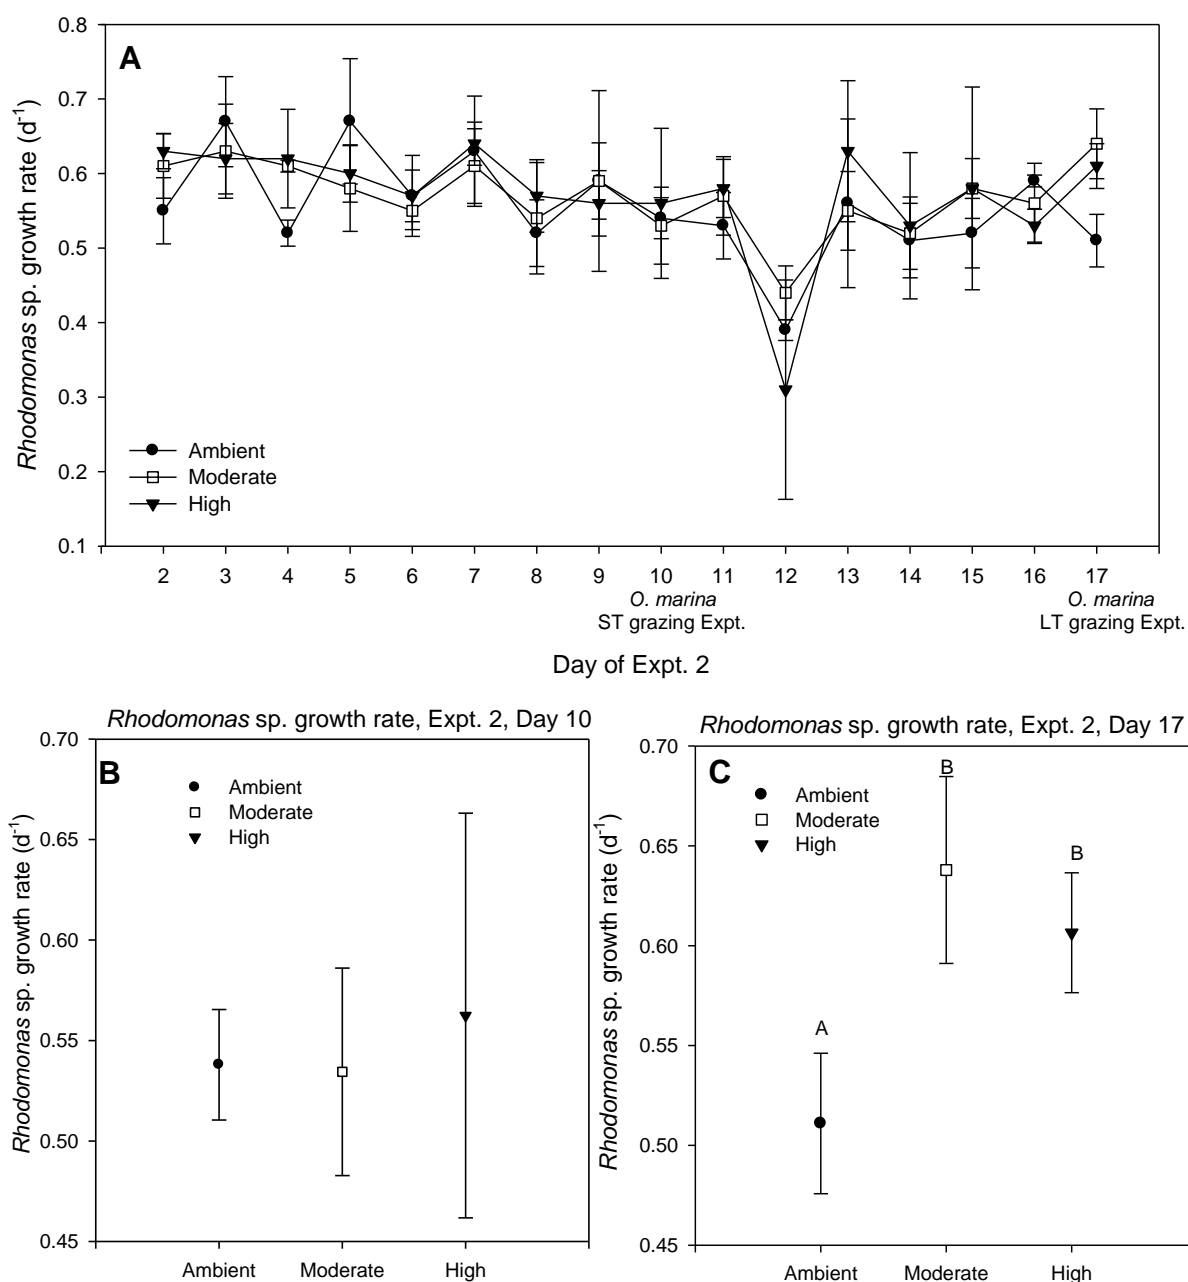 A
0.8
0.7
0.6
0.5
0.4
0.3
0.2
0.1
Rhodomonas sp. growth rate (d⁻¹)
Ambient
Moderate
High
2 3 4 5 6 7 8 9 10 11 12 13 14 15 16 17
O. marina O. marina
ST grazing Expt. LT grazing Expt.
Day of Expt. 2
Rhodomonas sp. growth rate, Expt. 2, Day 10
B
0.70
0.65
0.60
0.55
0.50
0.45
Rhodomonas sp. growth rate (d⁻¹)
Ambient
Moderate
High
Ambient Moderate High
Rhodomonas sp. growth rate, Expt. 2, Day 17
C
0.70
0.65
0.60
0.55
0.50
0.45
Rhodomonas sp. growth rate (d⁻¹)
Ambient
Moderate
High
B
B
A
Ambient Moderate High